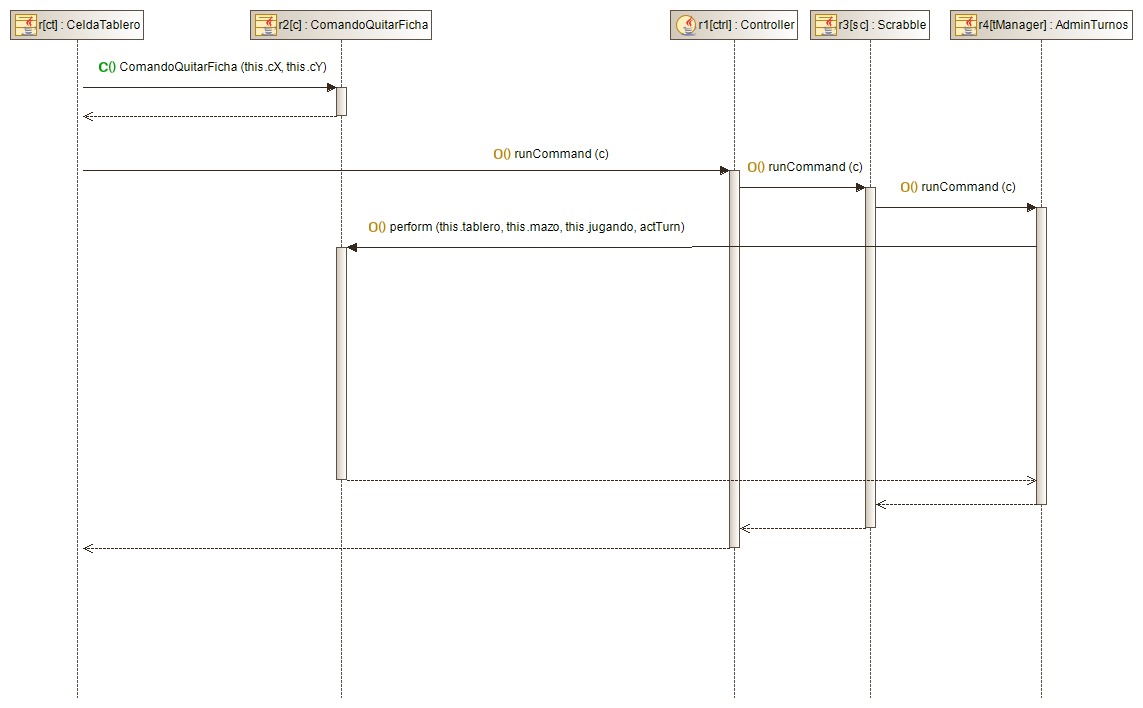 r[ct] : CeldaTablero
r2[c] : ComandoQuitarFicha
r1[ctrl] : Controller
r3[sc] : Scrabble
r4[tManager] : AdminTurnos
C() ComandoQuitarFicha (this.cX, this.cY)
O() runCommand (c)
O() runCommand (c)
O() runCommand (c)
O() perform (this.tablero, this.mazo, this.jugando, actTurn)